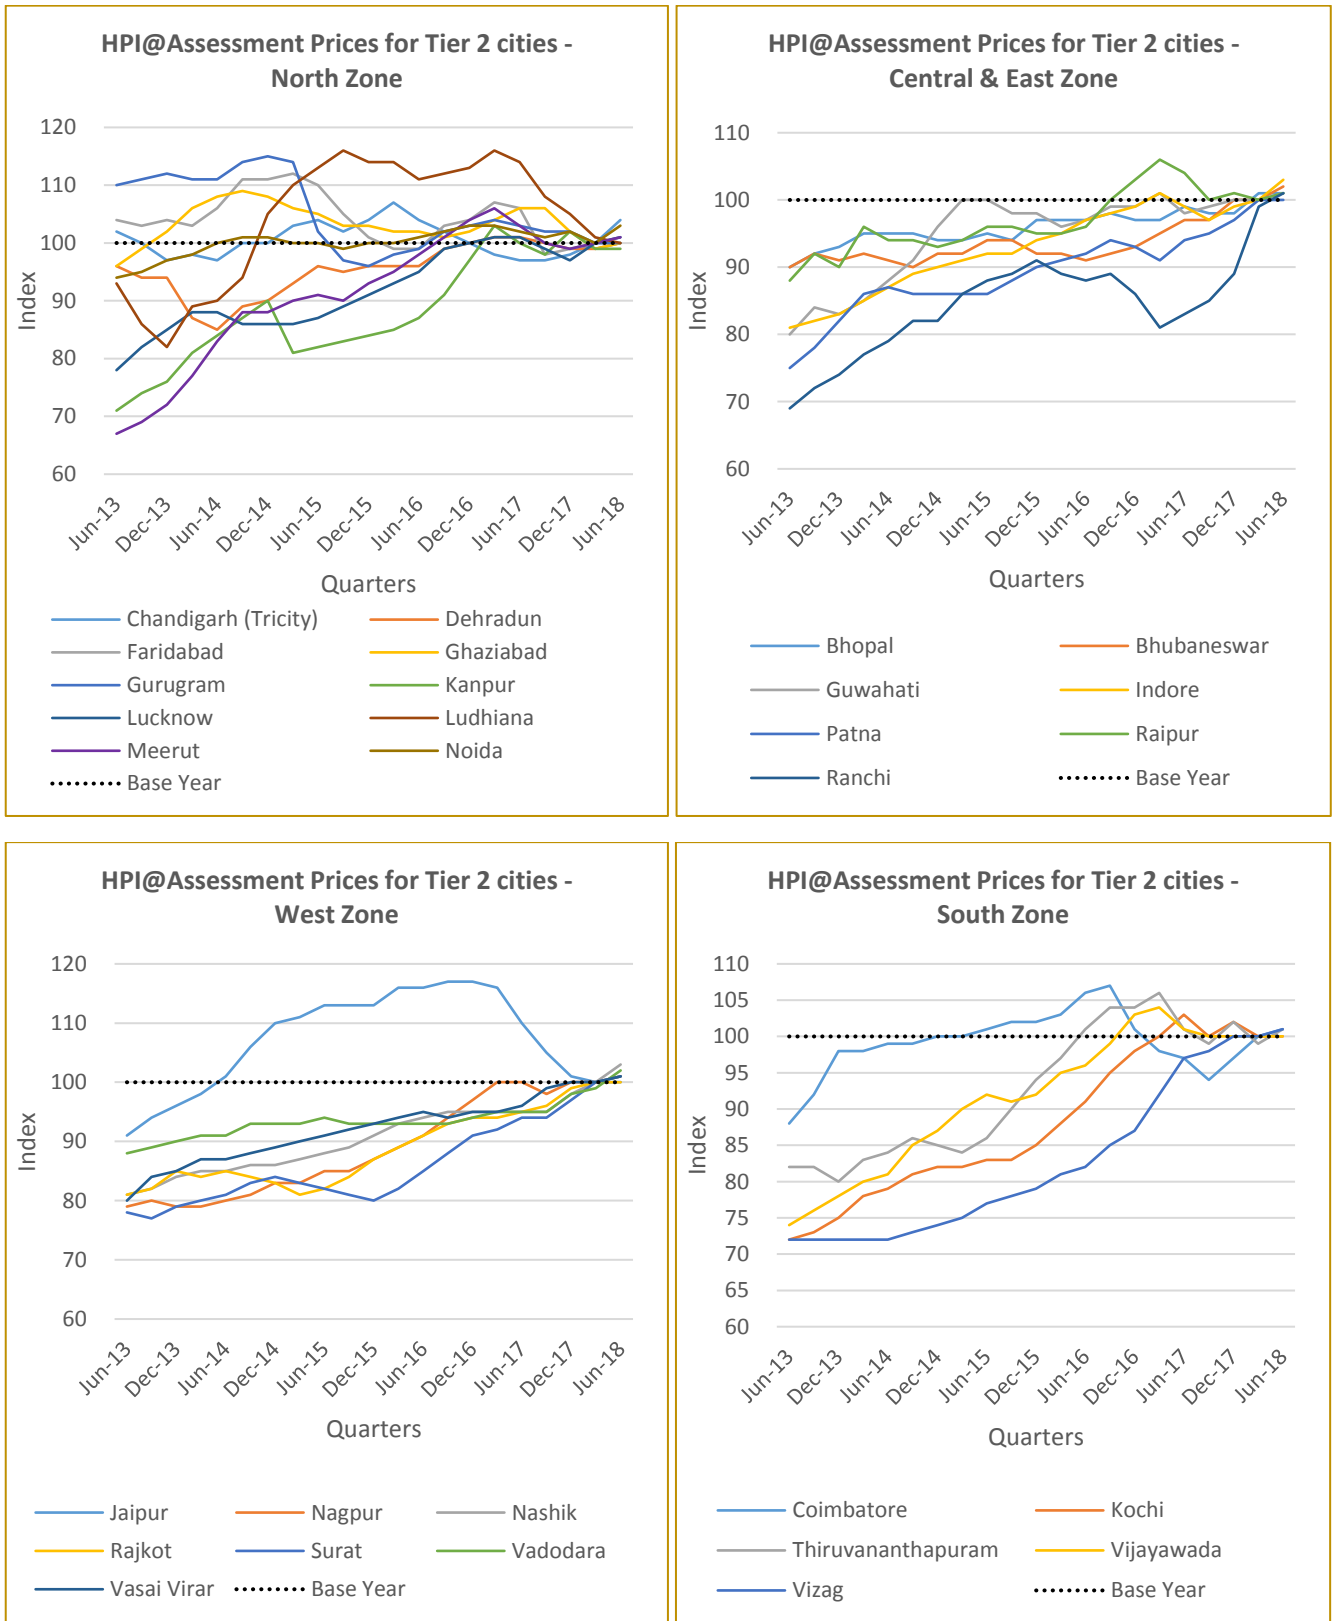 HPI@Assessment Prices for Tier 2 cities -
North Zone
120
110
100
90
80
70
60
Index
Jun-13
Dec-13
Jun-14
Dec-14
Jun-15
Dec-15
Jun-16
Dec-16
Jun-17
Dec-17
Jun-18
Quarters
Chandigarh (Tricity) Dehradun
Faridabad Ghaziabad
Gurugram Kanpur
Lucknow Ludhiana
Meerut Noida
Base Year
HPI@Assessment Prices for Tier 2 cities -
Central & East Zone
110
100
90
80
70
60
Index
Jun-13
Dec-13
Jun-14
Dec-14
Jun-15
Dec-15
Jun-16
Dec-16
Jun-17
Dec-17
Jun-18
Quarters
Bhopal Bhubaneswar
Guwahati Indore
Patna Raipur
Ranchi Base Year
HPI@Assessment Prices for Tier 2 cities -
West Zone
120
110
100
90
80
70
60
Index
Jun-13
Dec-13
Jun-14
Dec-14
Jun-15
Dec-15
Jun-16
Dec-16
Jun-17
Dec-17
Jun-18
Quarters
Jaipur Nagpur Nashik
Rajkot Surat Vadodara
Vasai Virar Base Year
HPI@Assessment Prices for Tier 2 cities -
South Zone
110
105
100
95
90
85
80
75
70
65
60
Index
Jun-13
Dec-13
Jun-14
Dec-14
Jun-15
Dec-15
Jun-16
Dec-16
Jun-17
Dec-17
Jun-18
Quarters
Coimbatore Kochi
Thiruvananthapuram Vijayawada
Vizag Base Year